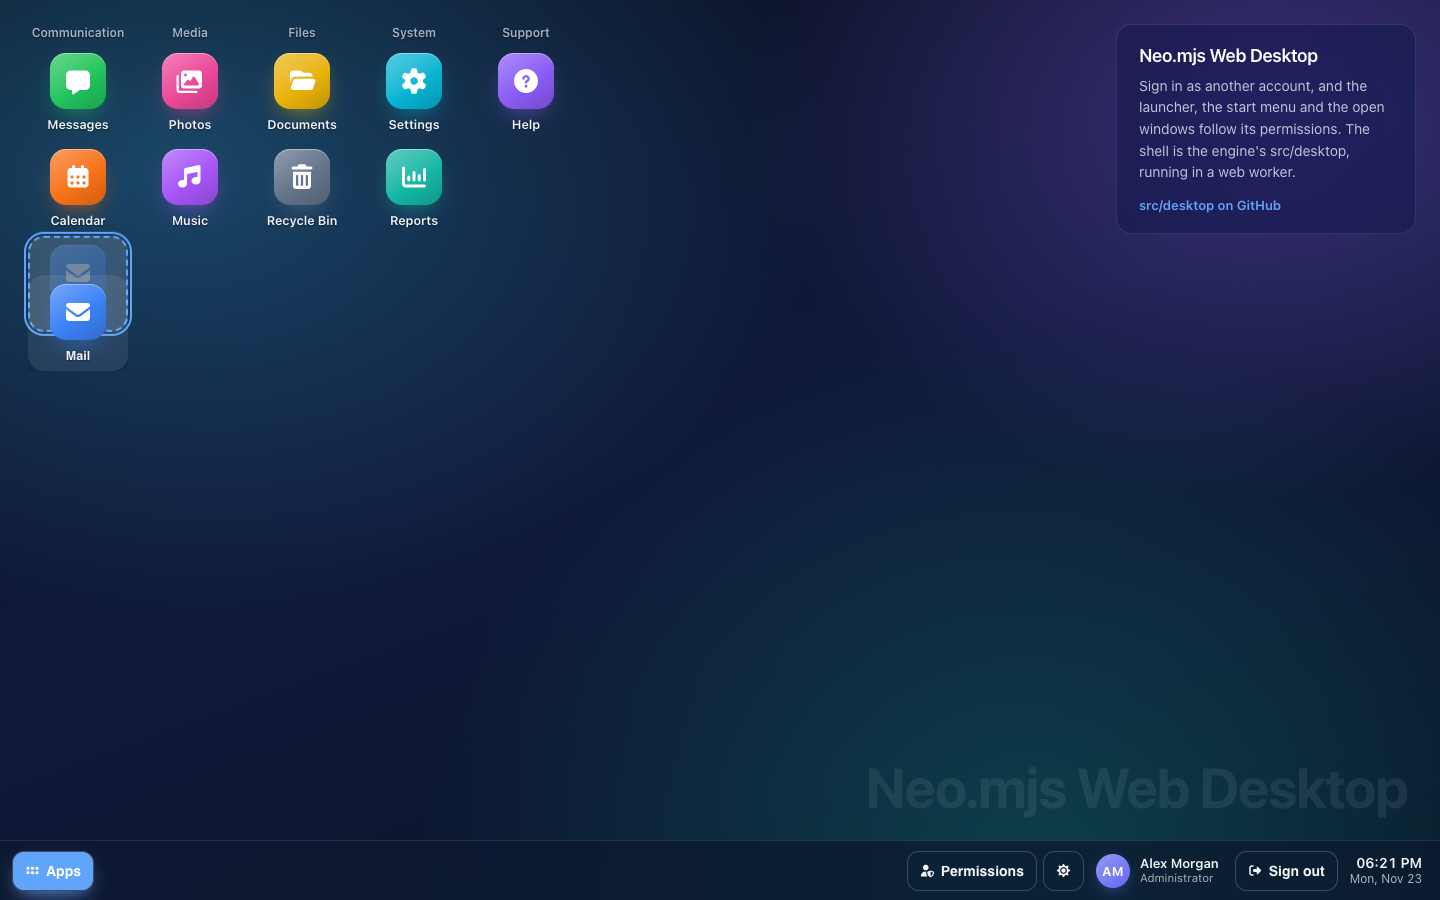 Communication
Media
Files
System
Support
Messages
Photos
Documents
Settings
Help
Calendar
Music
Recycle Bin
Reports
Mail
Neo.mjs Web Desktop
Sign in as another account, and the
launcher, the start menu and the open
windows follow its permissions. The
shell is the engine's src/desktop,
running in a web worker.
src/desktop on GitHub
Neo.mjs Web Desktop
Apps
Permissions
AM
Alex Morgan
Administrator
Sign out
06:21 PM
Mon, Nov 23